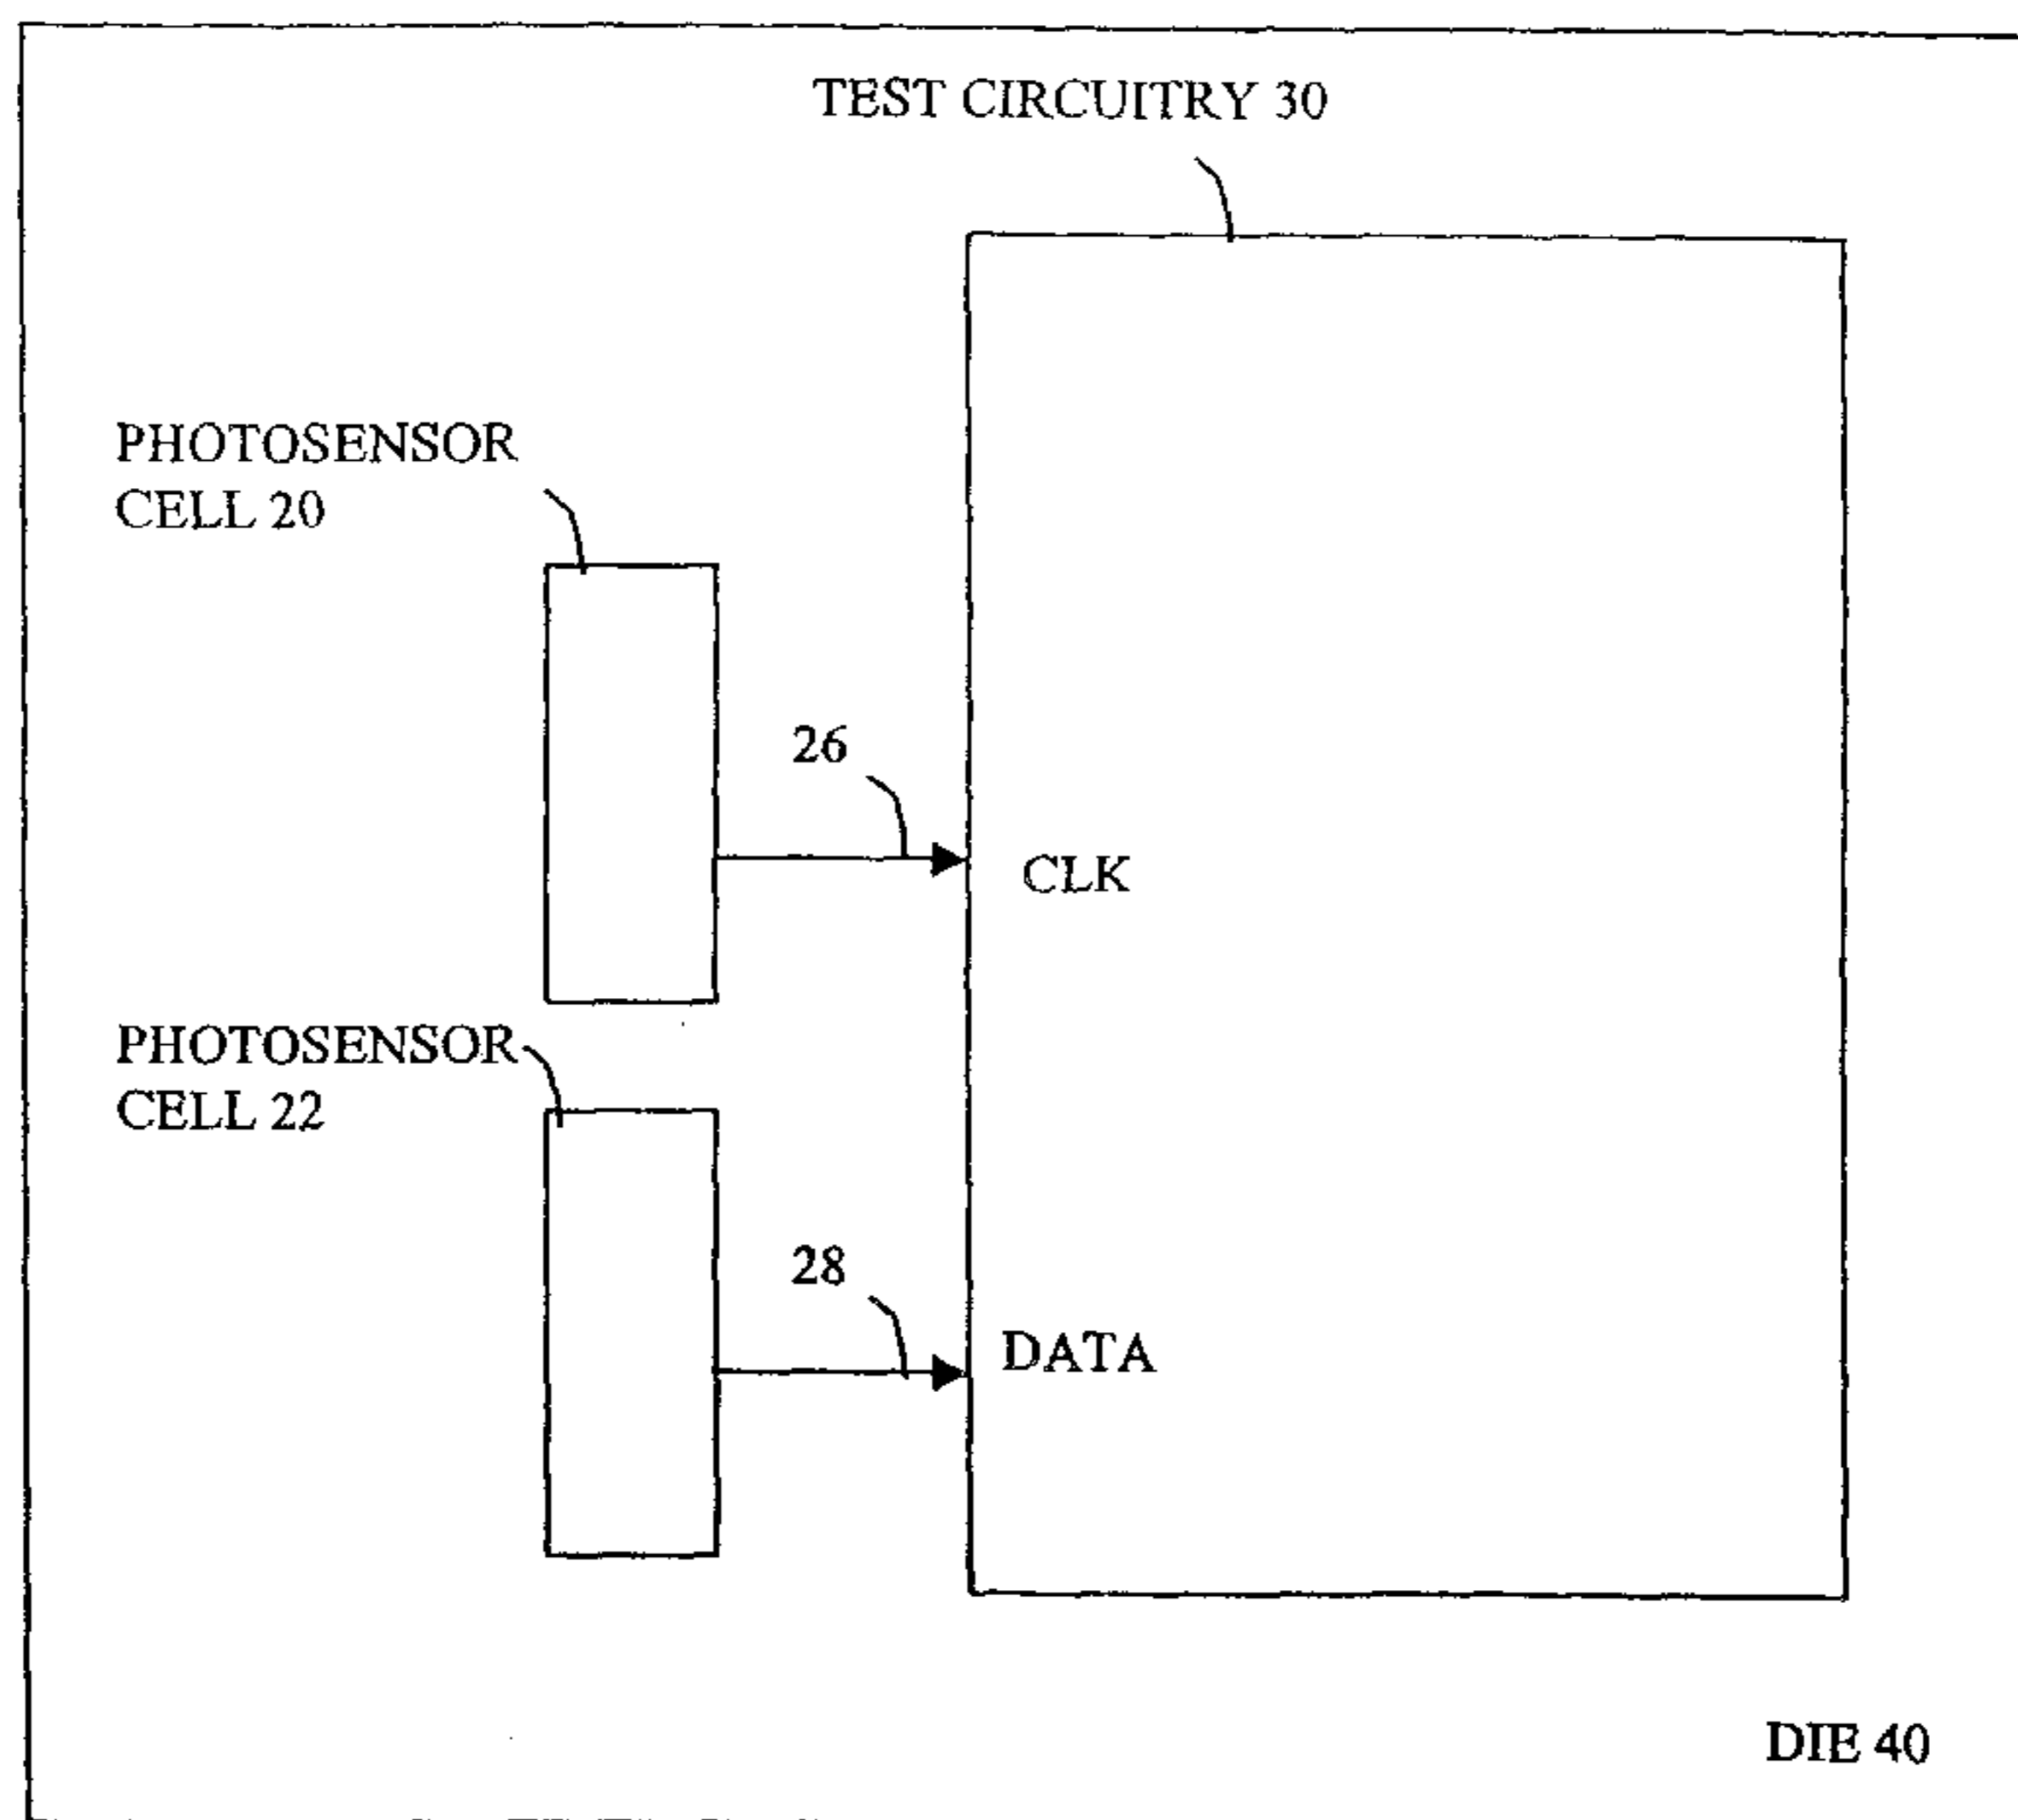 TEST CIRCUITRY 30
PHOTOSENSOR
CELL 20
26
CLK
PHOTOSENSOR
CELL 22
28
DATA
DIE 40